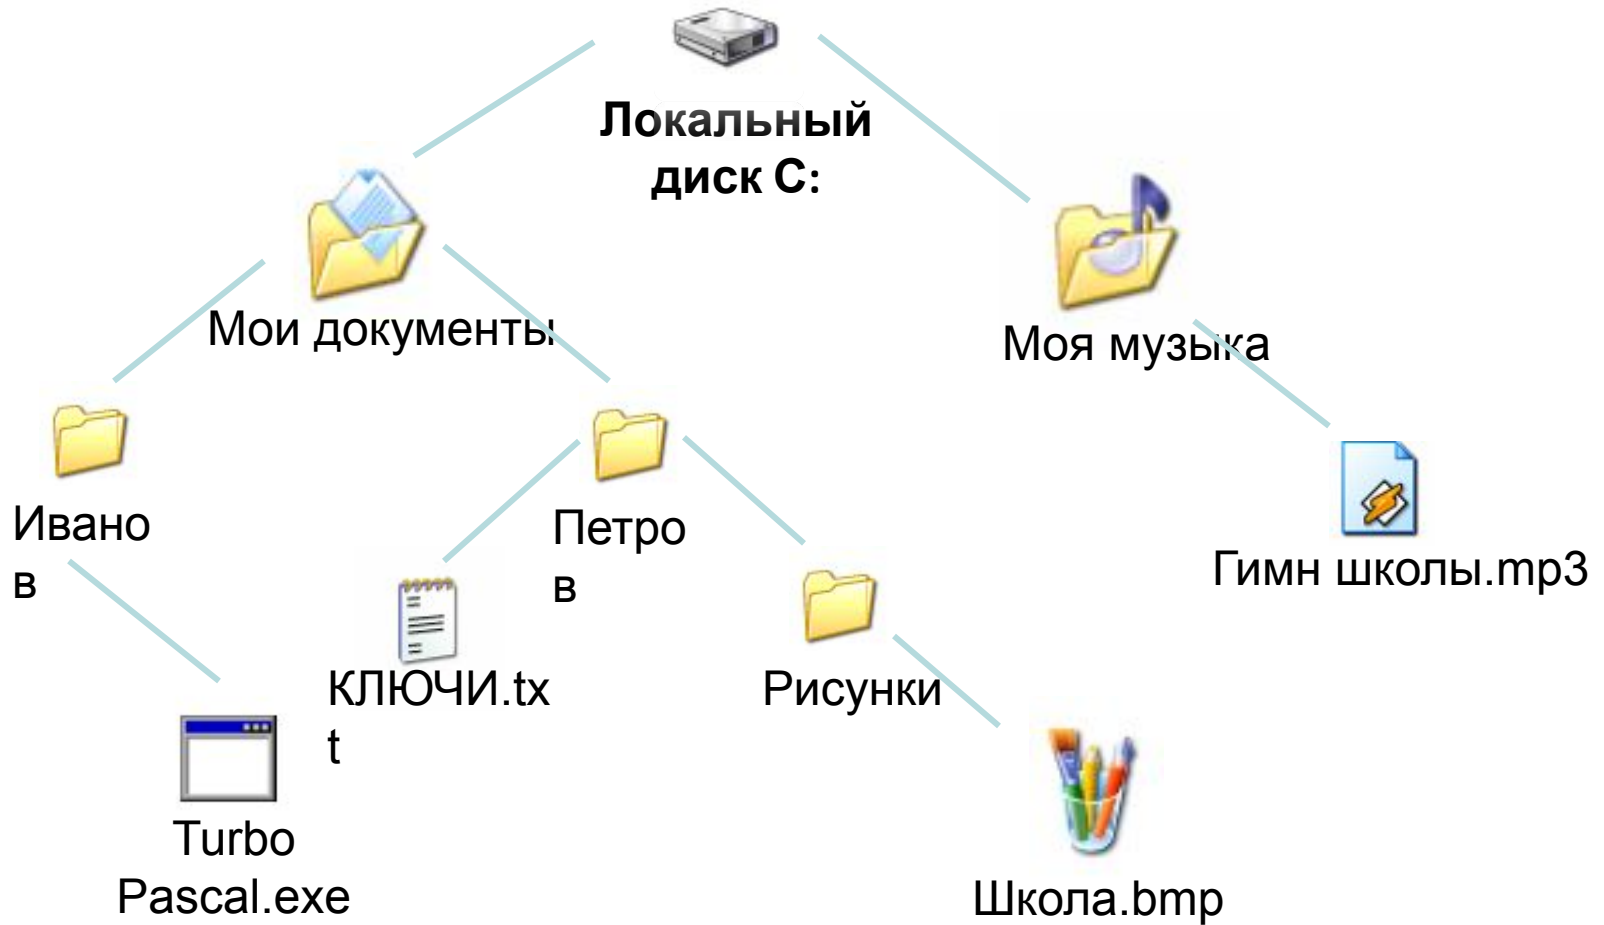 Локальный
диск C:
Мои документы
Моя музыка
Ивано
в
Петро
в
Гимн школы.mp3
КЛЮЧИ.tx
t
Рисунки
Turbo
Pascal.exe
Школа.bmp